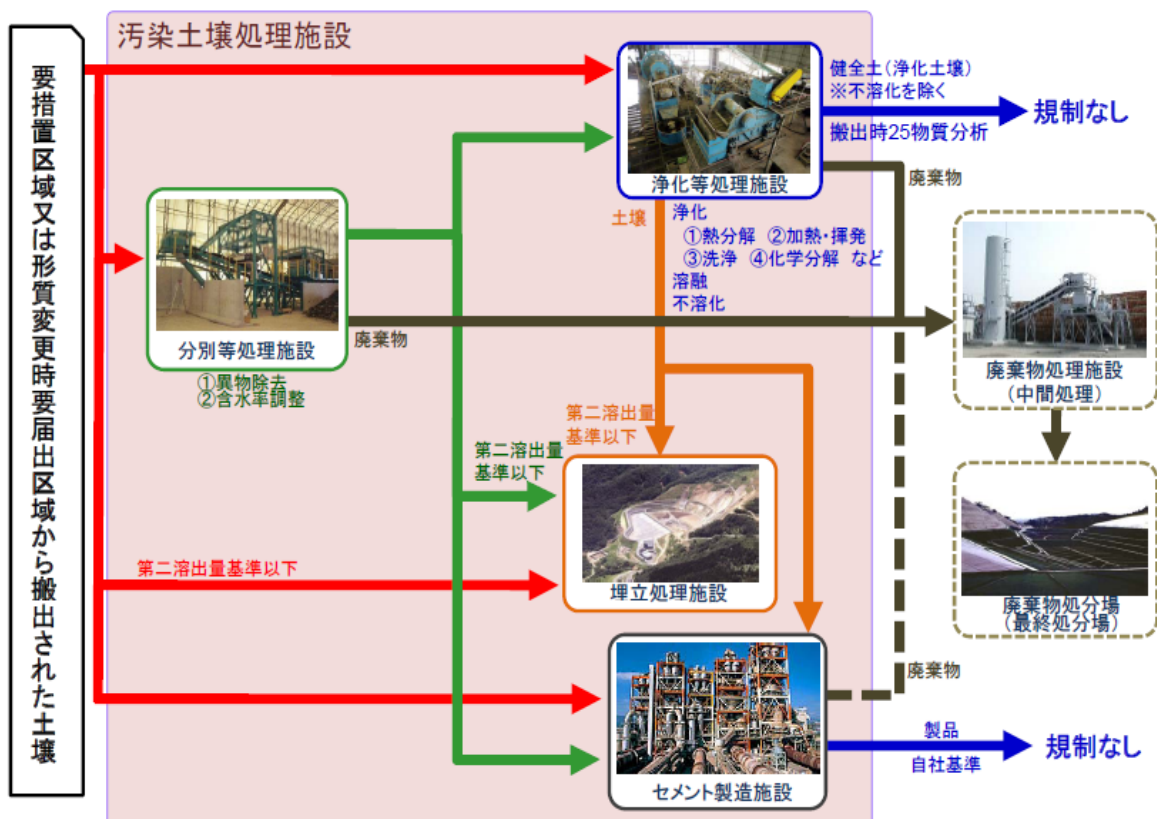 要措置区域又は形質変更時要届出区域から搬出された土壌
汚染土壌処理施設
浄化等処理施設
健全土(浄化土壌)
※不溶化を除く
搬出時25物質分析
規制なし
廃棄物
土壌
浄化
①熱分解 ②加熱・揮発
③洗浄 ④化学分解 など
溶融
不溶化
分別等処理施設
①異物除去
②含水率調整
廃棄物
廃棄物処理施設
(中間処理)
第二溶出量
基準以下
第二溶出量
基準以下
第二溶出量基準以下
埋立処理施設
廃棄物処分場
(最終処分場)
廃棄物
セメント製造施設
製品
自社基準
規制なし